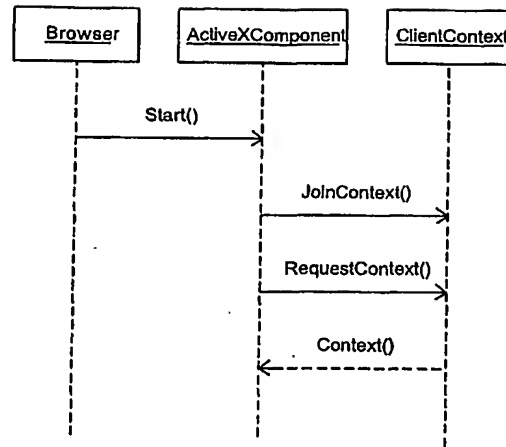 Browser
ActiveXComponent
ClientContext
Start()
JoinContext()
RequestContext()
Context()